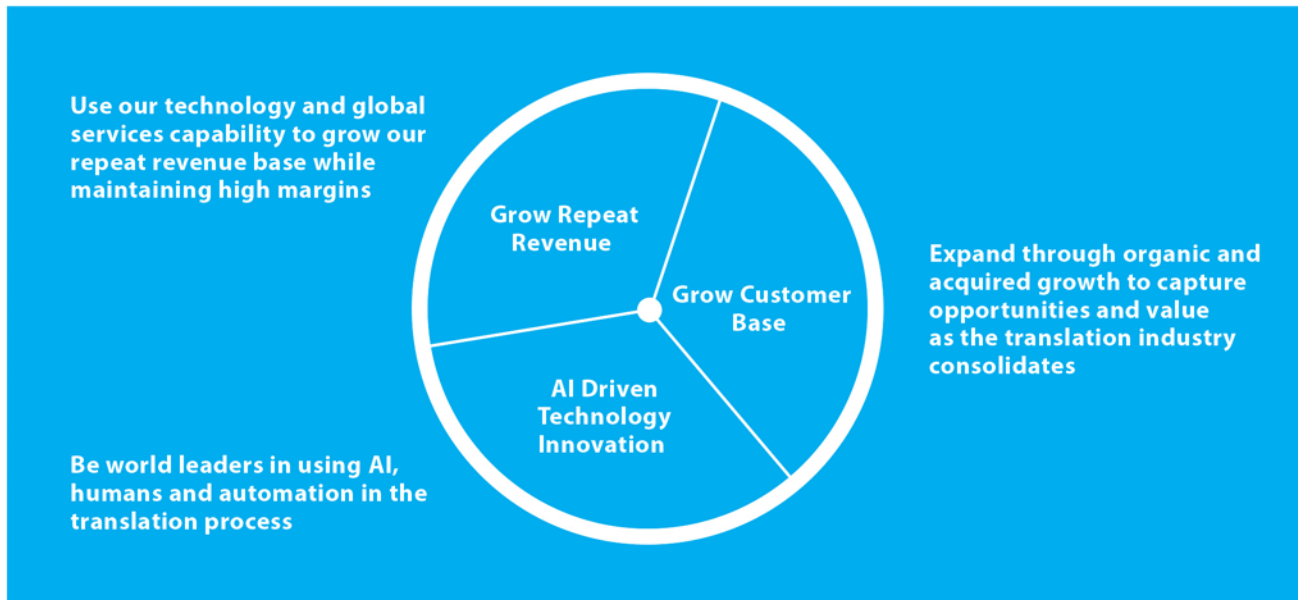 Use our technology and global
services capability to grow our
repeat revenue base while
maintaining high margins
Grow Repeat
Revenue
Grow Customer
Base
Expand through organic and
acquired growth to capture
opportunities and value
as the translation industry
consolidates
AI Driven
Technology
Innovation
Be world leaders in using AI,
humans and automation in the
translation process